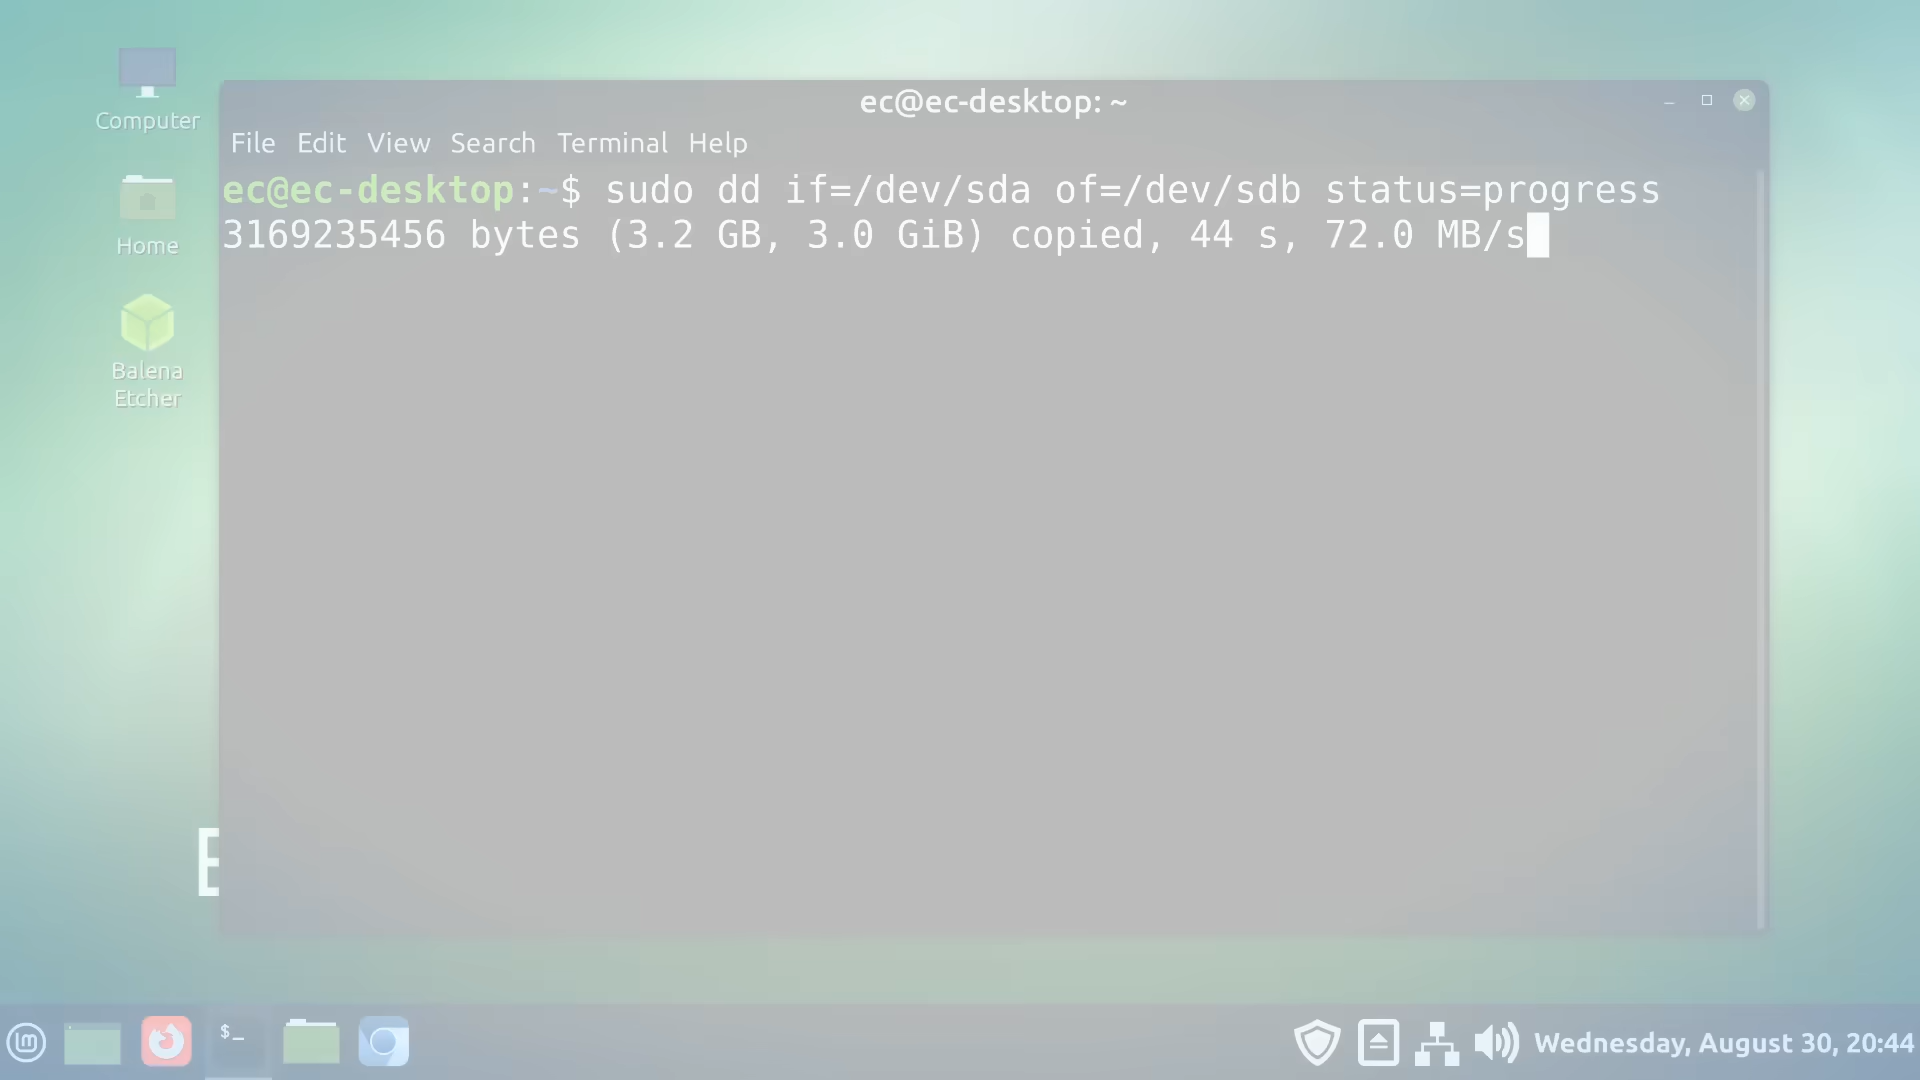 Computer
Home
Balena
Etcher
ec@ec-desktop: ~
File Edit View Search Terminal Help
ec@ec-desktop:~$ sudo dd if=/dev/sda of=/dev/sdb status=progress
3169235456 bytes (3.2 GB, 3.0 GiB) copied, 44 s, 72.0 MB/s
E
$_
Wednesday, August 30, 20:44